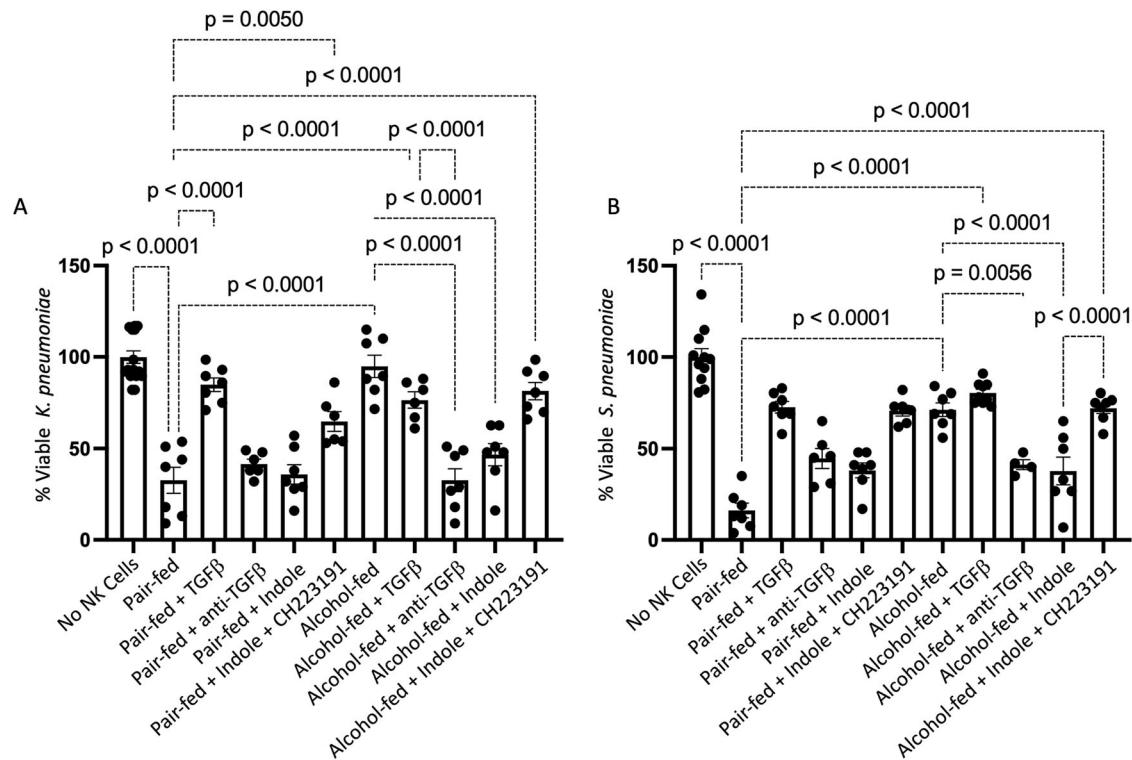 p = 0.0050
p < 0.0001
p < 0.0001
p < 0.0001
p < 0.0001
A
p < 0.0001
p < 0.0001
p < 0.0001
p < 0.0001
% Viable K. pneumoniae
150
100
50
0
No NK Cells
Pair-fed
Pair-fed + TGFβ
Pair-fed + anti-TGFβ
Pair-fed + Indole
Pair-fed + Indole + CH223191
Alcohol-fed
Alcohol-fed + TGFβ
Alcohol-fed + anti-TGFβ
Alcohol-fed + Indole
Alcohol-fed + Indole + CH223191
p < 0.0001
p < 0.0001
B
p < 0.0001
p < 0.0001
p = 0.0056
p < 0.0001
p < 0.0001
% Viable S. pneumoniae
150
100
50
0
No NK Cells
Pair-fed
Pair-fed + TGFβ
Pair-fed + anti-TGFβ
Pair-fed + Indole
Pair-fed + Indole + CH223191
Alcohol-fed
Alcohol-fed + TGFβ
Alcohol-fed + anti-TGFβ
Alcohol-fed + Indole
Alcohol-fed + Indole + CH223191